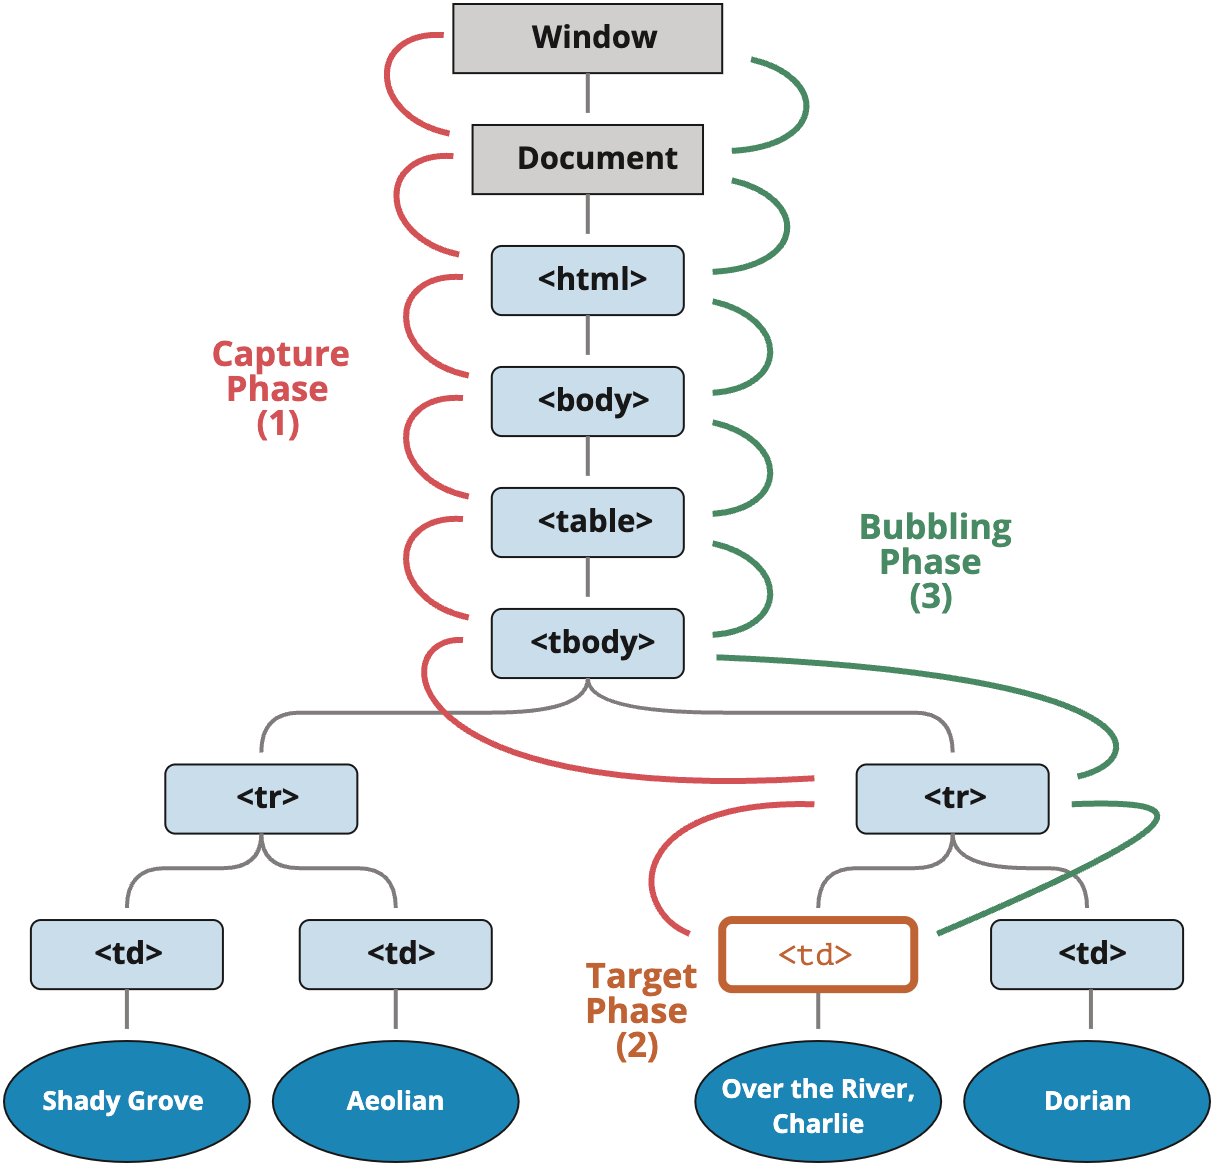 Window
Document
<html>
Capture
Phase
(1)
<body>
<table>
Bubbling
Phase
(3)
<tbody>
<tr>
<tr>
<td>
<td>
<td>
<td>
Target
Phase
(2)
Shady Grove
Aeolian
Over the River,
Charlie
Dorian